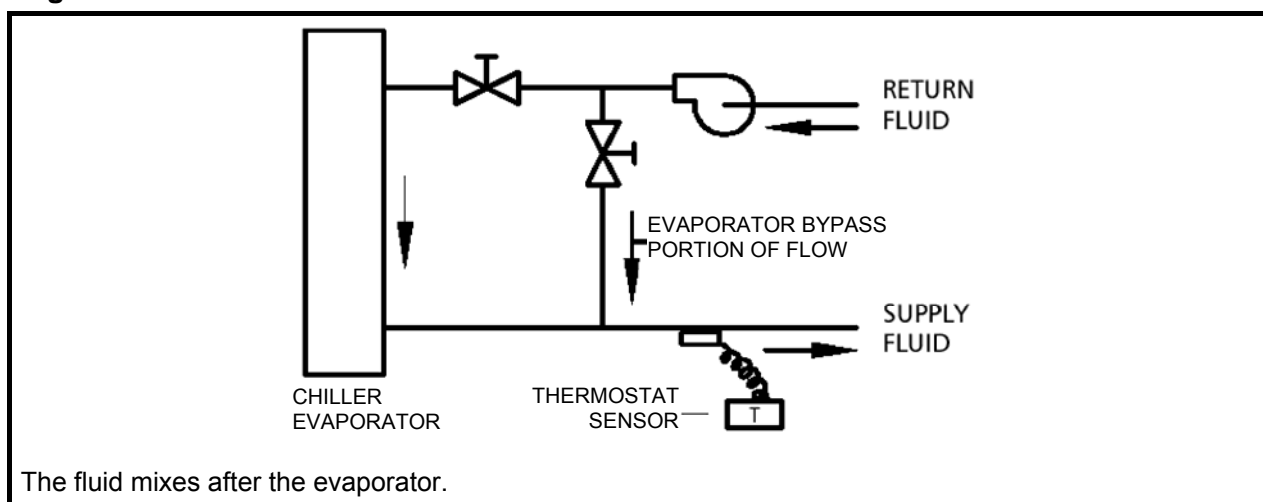 RETURN
FLUID
EVAPORATOR BYPASS
PORTION OF FLOW
SUPPLY
FLUID
CHILLER
EVAPORATOR
THERMOSTAT
SENSOR
T
The fluid mixes after the evaporator.